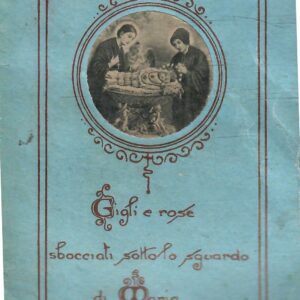 Gigli e rose
sbocciati sotto lo sguardo
di Maria